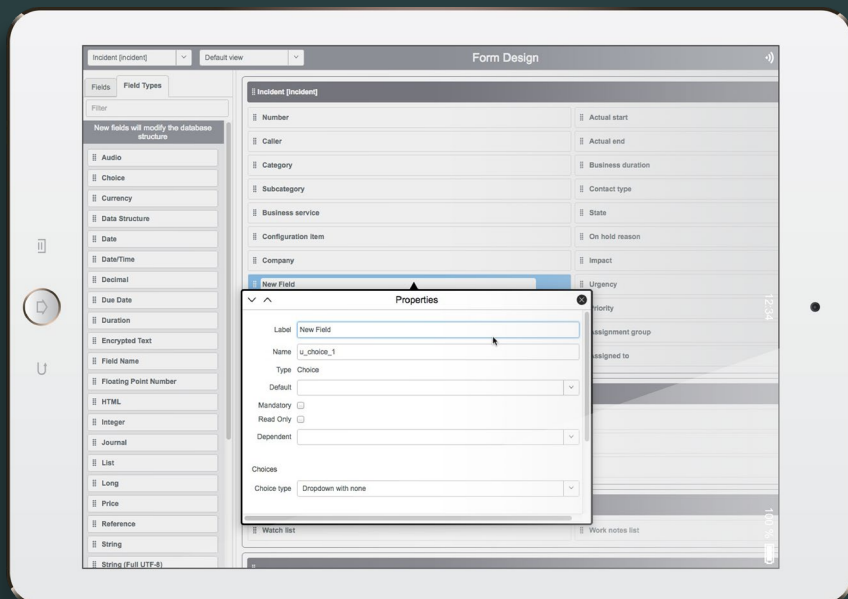 Incident [incident]
Default view
Form Design
Fields
Field Types
Filter
New fields will modify the database
structure
Audio
Choice
Currency
Data Structure
Date
Date/Time
Decimal
Due Date
Duration
Encrypted Text
Field Name
Floating Point Number
HTML
Integer
Journal
List
Long
Price
Reference
String
String (Full UTF-8)
Incident [incident]
Number
Caller
Category
Subcategory
Business service
Configuration item
Company
New Field
Actual start
Actual end
Business duration
Contact type
State
On hold reason
Impact
Urgency
Priority
Assignment group
Assigned to
Properties
Label New Field
Name u_choice_1
Type Choice
Default
Mandatory
Read Only
Dependent
Choices
Choice type Dropdown with none
Watch list
Work notes list
12:34
100 %